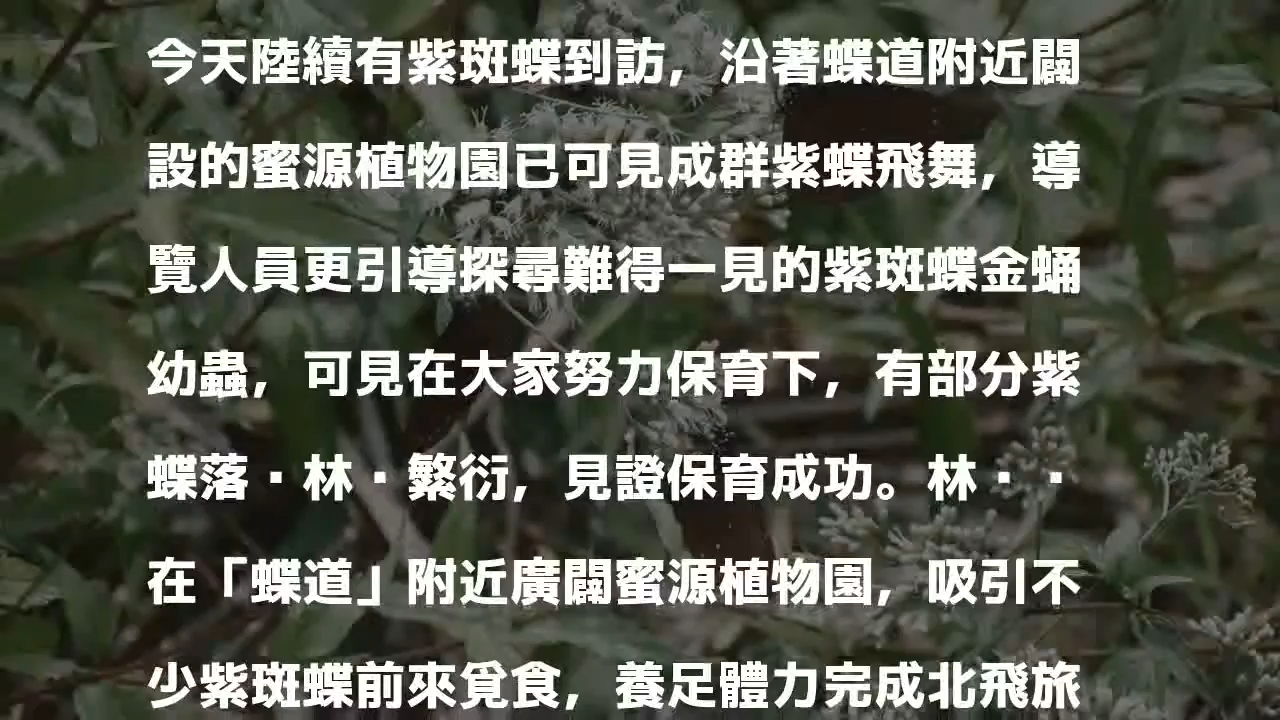 今天陸續有紫斑蝶到訪，沿著蝶道附近闢
設的蜜源植物園已可見成群紫蝶飛舞，導
覽人員更引導探尋難得一見的紫斑蝶金蛹
幼蟲，可見在大家努力保育下，有部分紫
蝶落·林·繁衍，見證保育成功。林··
在「蝶道」附近廣闢蜜源植物園，吸引不
少紫斑蝶前來覓食，養足體力完成北飛旅